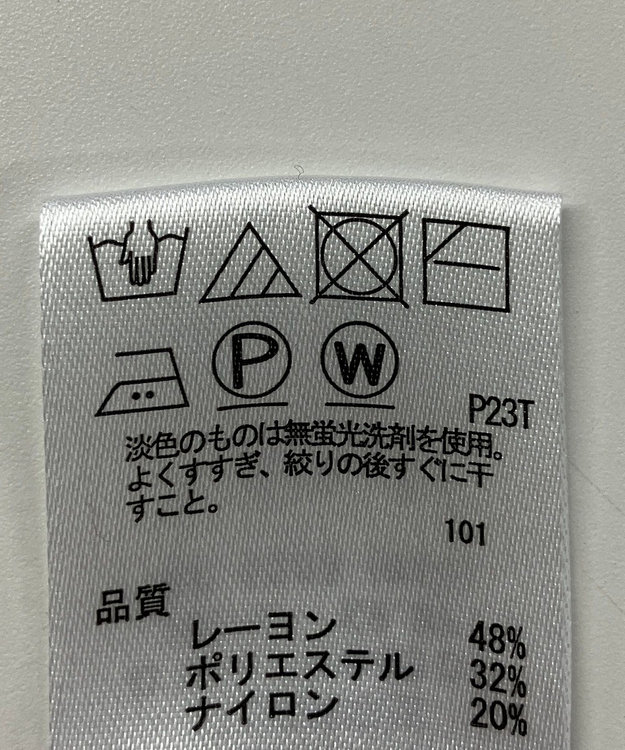 P W
P23T
淡色のものは無蛍光洗剤を使用。
よくすすぎ、絞りの後すぐに干
すこと。
101
品質
レーヨン 48%
ポリエステル 32%
ナイロン 20%